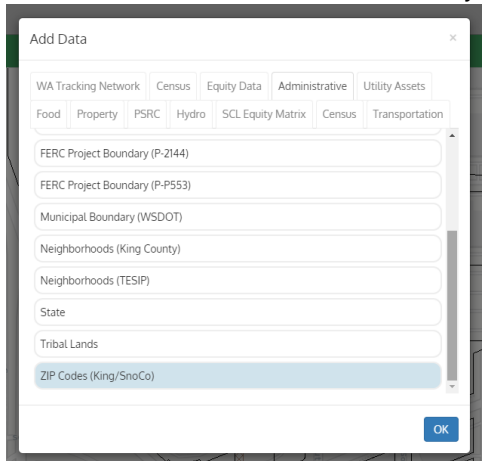 Add Data
×
WA Tracking Network Census Equity Data Administrative Utility Assets
Food Property PSRC Hydro SCL Equity Matrix Census Transportation
FERC Project Boundary (P-2144)
FERC Project Boundary (P-P553)
Municipal Boundary (WSDOT)
Neighborhoods (King County)
Neighborhoods (TESIP)
State
Tribal Lands
ZIP Codes (King/SnoCo)
OK